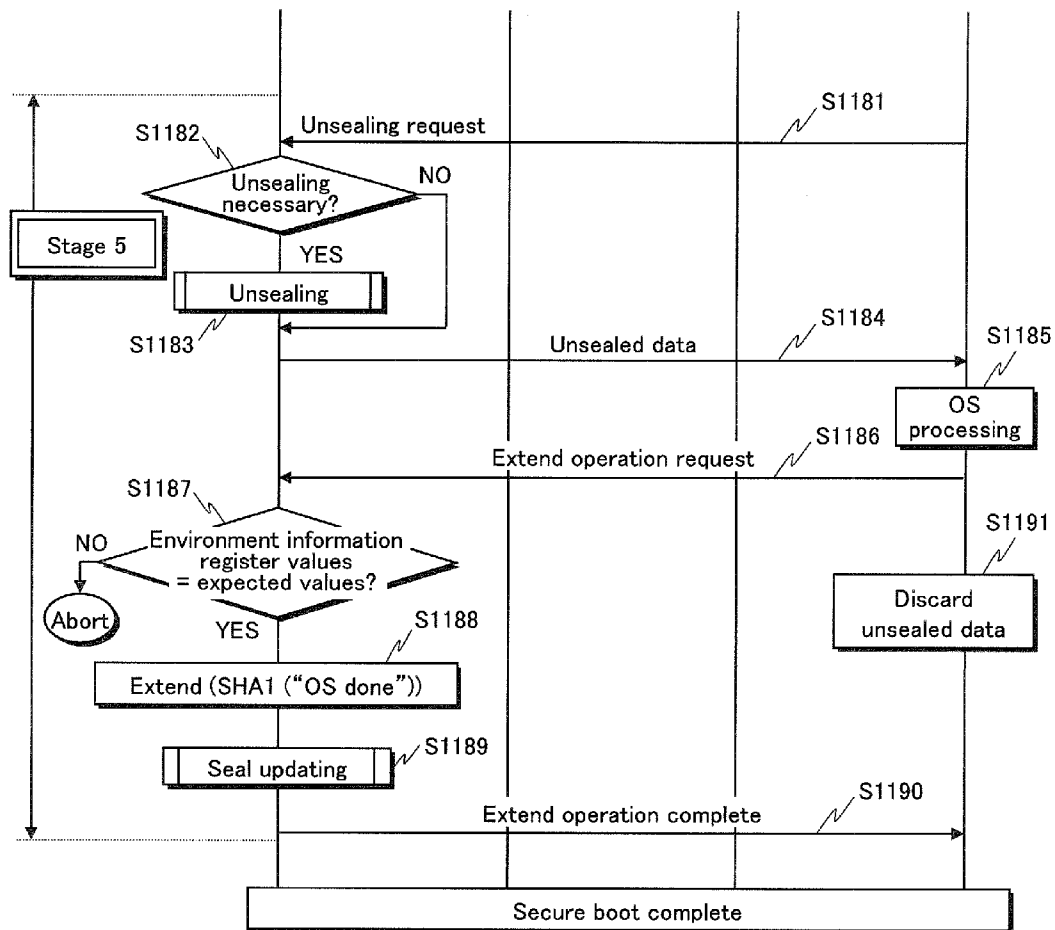 S1181
Unsealing request
S1182
Unsealing
necessary?
NO
Stage 5
YES
Unsealing
S1183
S1184
Unsealed data
S1185
OS
processing
S1186
Extend operation request
S1187
S1191
NO
Environment information
register values
= expected values?
Discard
unsealed data
Abort
YES
S1188
Extend (SHA1 (“OS done”))
S1189
Seal updating
S1190
Extend operation complete
Secure boot complete